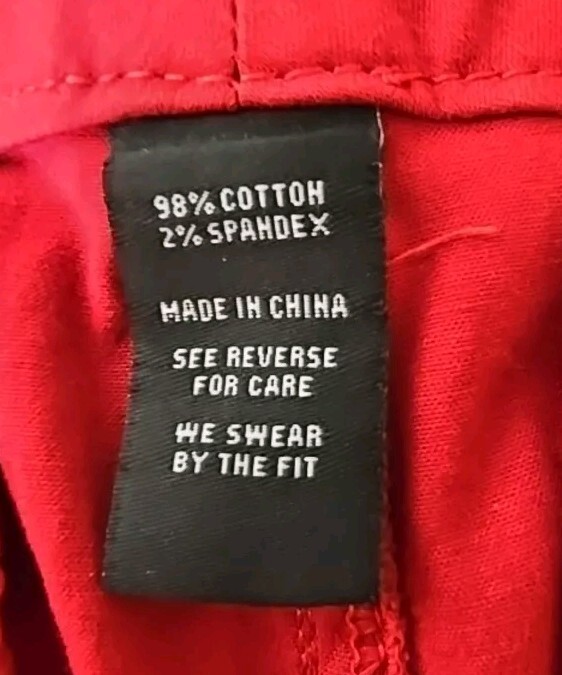 98% COTTON
2% SPANDEX
MADE IN CHINA
SEE REVERSE
FOR CARE
WE SWEAR
BY THE FIT